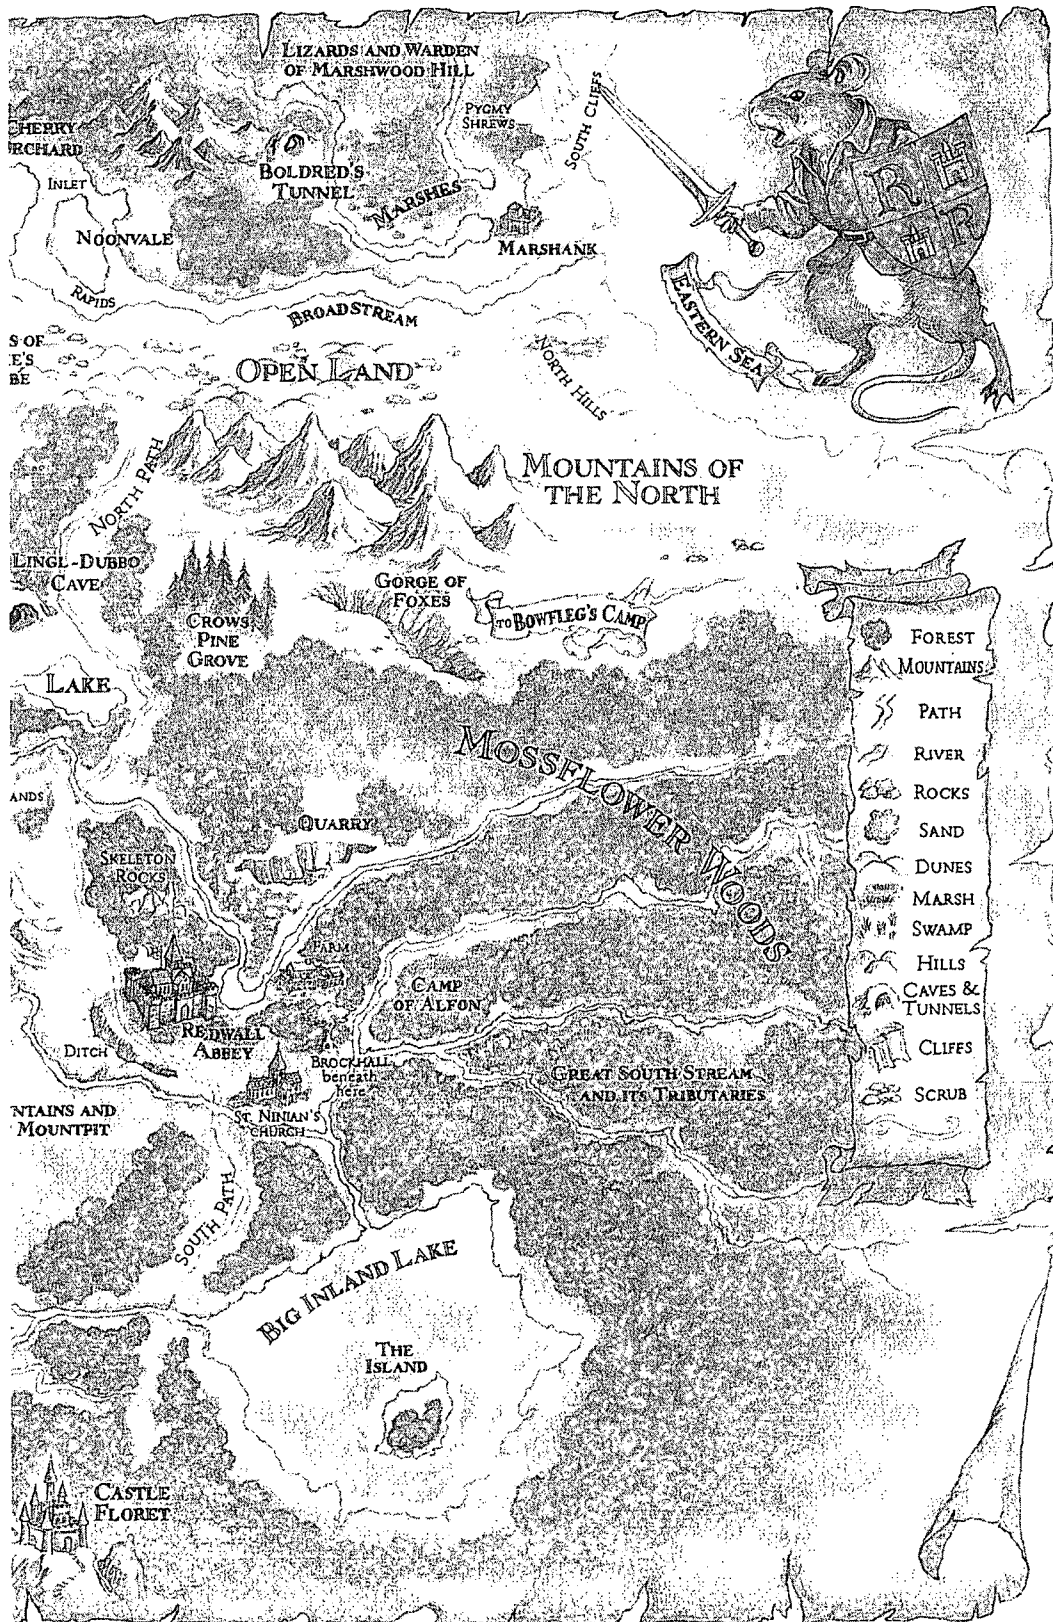 LIZARDS AND WARDEN
OF MARSHWOOD HILL
PYGMY
SHREWS
SOUTH CLIFFS
CHERRY
ORCHARD
BOLDRED'S
TUNNEL
INLET
MARSHES
NOONVALE
MARSHANK
RAPIDS
BROADSTREAM
R
R
EASTERN SEA
S OF
E'S
BE
OPEN LAND
NORTH HILLS
NORTH PATH
MOUNTAINS OF
THE NORTH
LINGL-DUBBO
CAVE
GORGE OF
FOXES
TO BOWFLEG'S CAMP
CROWS
PINE
GROVE
LAKE
MOSSFLOWER WOODS
ANDS
QUARRY
SKELETON
ROCKS
FARM
CAMP
OF ALFON
REDWALL
ABBEY
DITCH
BROCKHALL
beneath
here
GREAT SOUTH STREAM
AND ITS TRIBUTARIES
NTAINS AND
MOUNTPIT
ST. NINIAN'S
CHURCH
SOUTH PATH
BIG INLAND LAKE
THE
ISLAND
CASTLE
FLORET
FOREST
MOUNTAINS
PATH
RIVER
ROCKS
SAND
DUNES
MARSH
SWAMP
HILLS
CAVES &
TUNNELS
CLIFFS
SCRUB